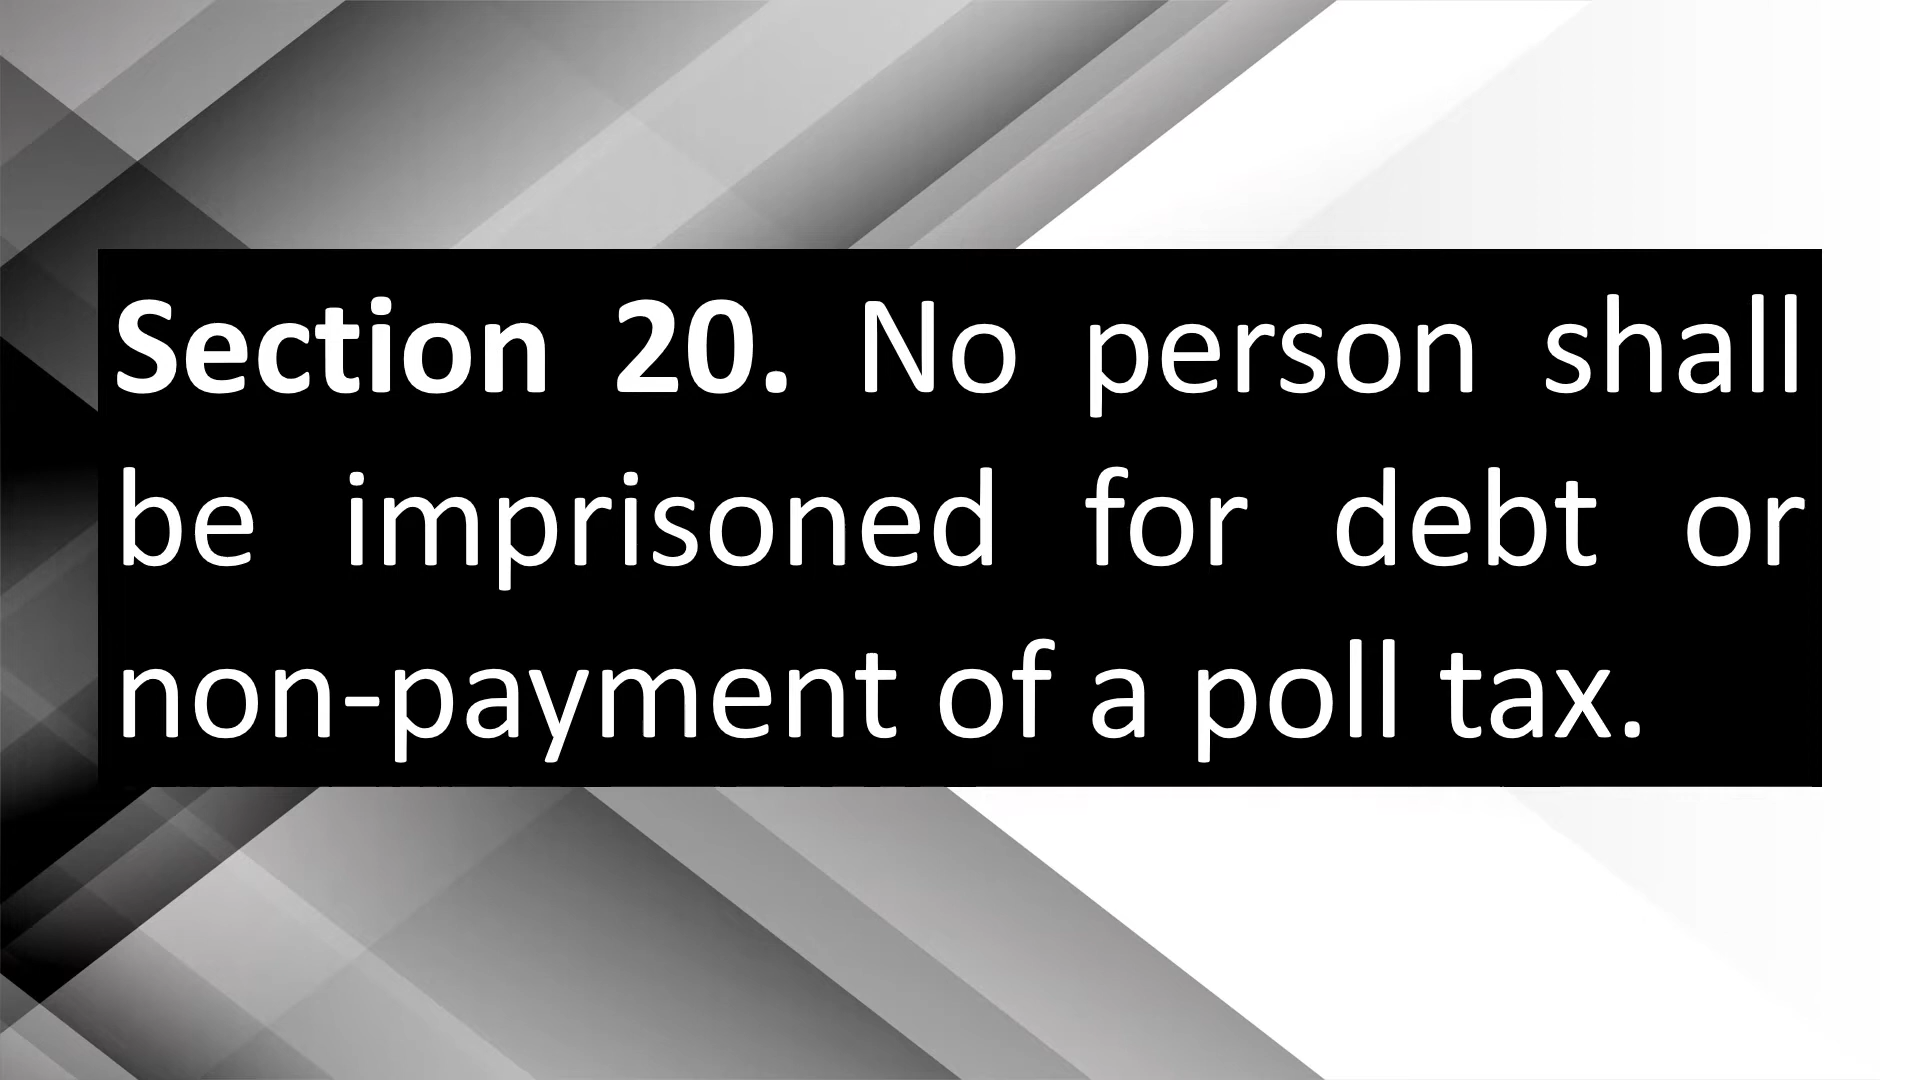 Section 20. No person shall
be imprisoned for debt or
non-payment of a poll tax.